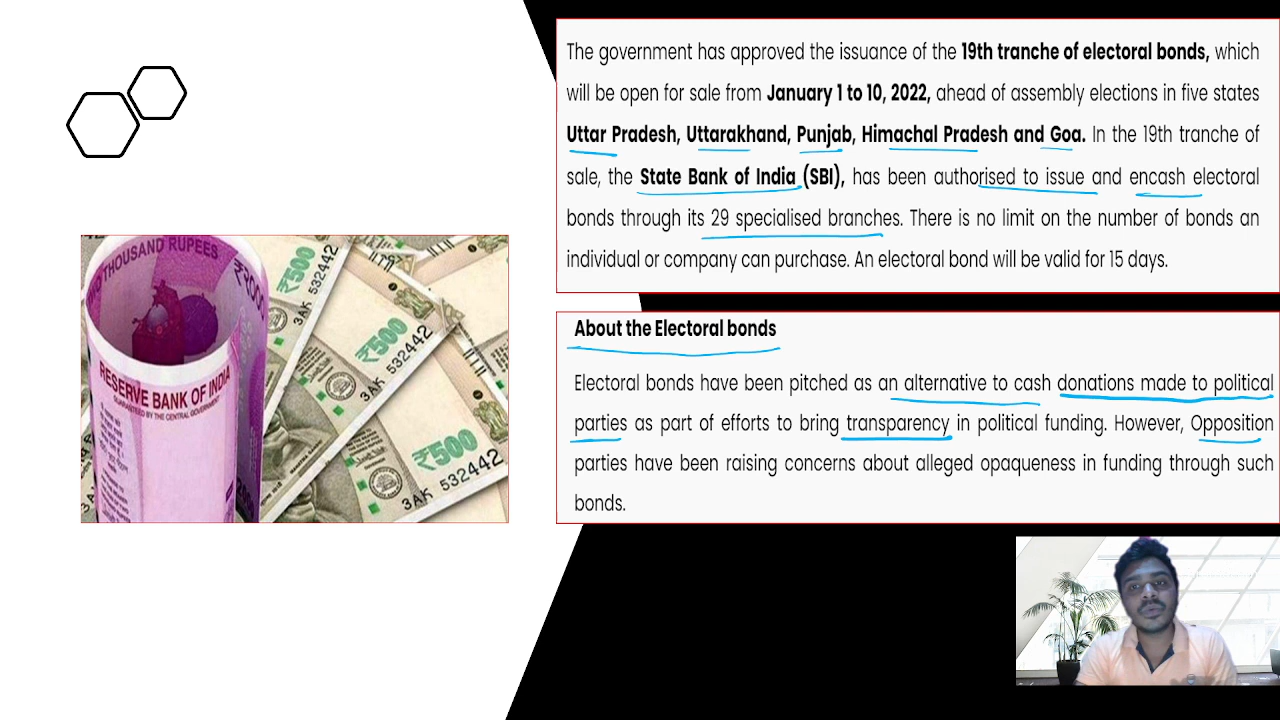 The government has approved the issuance of the 19th tranche of electoral bonds, which
will be open for sale from January 1 to 10, 2022, ahead of assembly elections in five states
Uttar Pradesh, Uttarakhand, Punjab, Himachal Pradesh and Goa. In the 19th tranche of
sale, the State Bank of India (SBI), has been authorised to issue and encash electoral
bonds through its 29 specialised branches. There is no limit on the number of bonds an
individual or company can purchase. An electoral bond will be valid for 15 days.
THOUSAND RUPEES
₹2000
RESERVE BANK OF INDIA
GUARANTEED BY THE CENTRAL GOVERNMENT
₹500
3AK 532442
₹500
3AK 532442
₹500
3AK 532442
About the Electoral bonds
Electoral bonds have been pitched as an alternative to cash donations made to political
parties as part of efforts to bring transparency in political funding. However, Opposition
parties have been raising concerns about alleged opaqueness in funding through such
bonds.